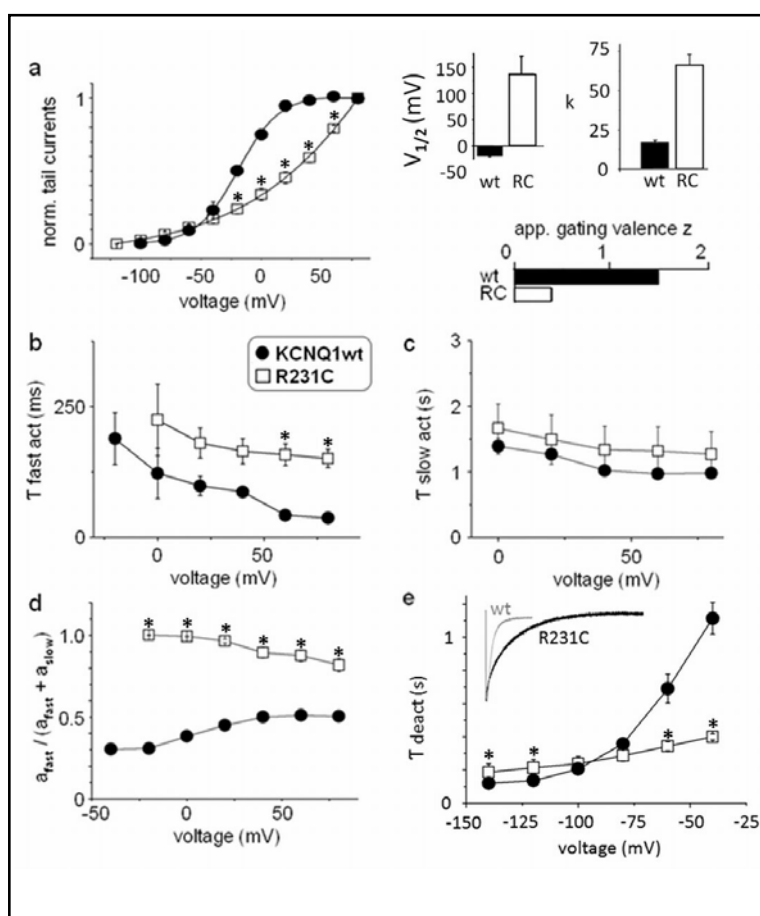 a
norm. tail currents
1
0
-100 -50 0 50
voltage (mV)
* * * * * *
V1/2 (mV)
150
100
50
0
-50
wt RC
k
75
50
25
0
wt RC
app. gating valence z
0 1 2
wt
RC
b
T fast act (ms)
250
0
0 50
voltage (mV)
KCNQ1wt
R231C
* *
c
T slow act (s)
3
2
1
0
0 50
voltage (mV)
d
afast / (afast + aslow)
1.0
0.5
0
-50 0 50
voltage (mV)
* * * * * *
e
T deact (s)
1
0
wt
R231C
* * * *
-150 -125 -100 -75 -50 -25
voltage (mV)